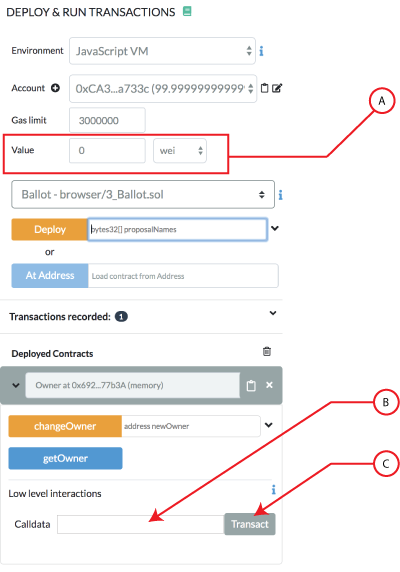 DEPLOY & RUN TRANSACTIONS
Environment JavaScript VM
Account 0xCA3...a733c (99.99999999999
Gas limit 3000000
A
Value 0 wei
Ballot - browser/3_Ballot.sol
Deploy bytes32[] proposalNames
or
At Address Load contract from Address
Transactions recorded: 1
Deployed Contracts
Owner at 0x692...77b3A (memory)
B
changeOwner address newOwner
getOwner
C
Low level interactions
Calldata Transact